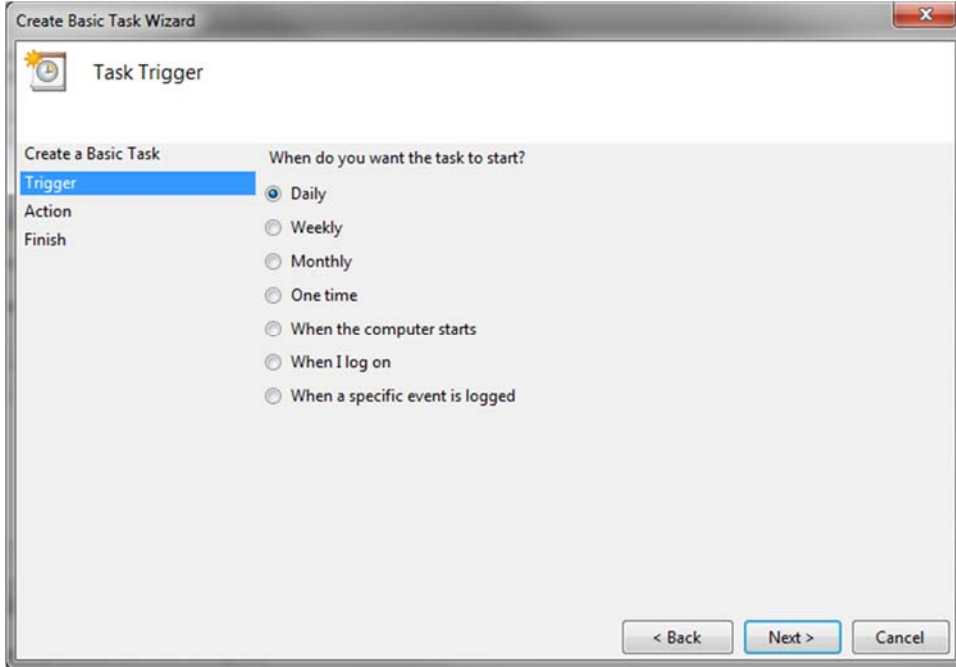 Create Basic Task Wizard
Task Trigger
Create a Basic Task
Trigger
Action
Finish
When do you want the task to start?
Daily
Weekly
Monthly
One time
When the computer starts
When I log on
When a specific event is logged
< Back Next > Cancel